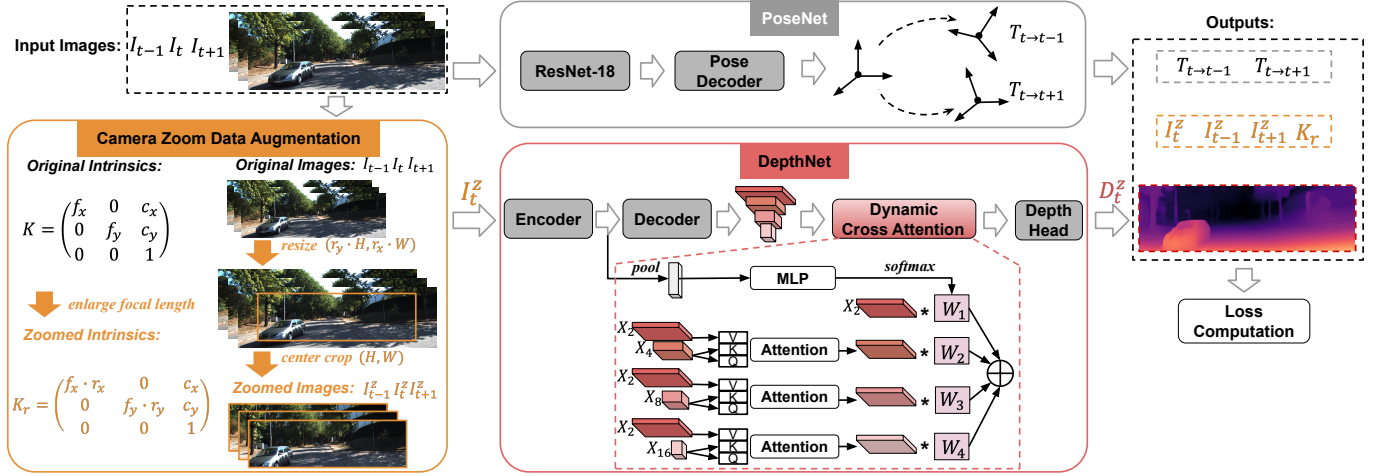 Input Images: I_{t-1} I_t I_{t+1}
PoseNet
ResNet-18
Pose
Decoder
T_{t→t-1}
T_{t→t+1}
Outputs:
T_{t→t-1} T_{t→t+1}
I_t^z I_{t-1}^z I_{t+1}^z K_r
Camera Zoom Data Augmentation
Original Intrinsics:
K = (f_x 0 c_x
0 f_y c_y
0 0 1)
enlarge focal length
Zoomed Intrinsics:
K_r = (f_x · r_x 0 c_x
0 f_y · r_y c_y
0 0 1)
Original Images: I_{t-1} I_t I_{t+1}
resize (r_y · H, r_x · W)
center crop (H, W)
Zoomed Images: I_{t-1}^z I_t^z I_{t+1}^z
I_t^z
DepthNet
Encoder
Decoder
Dynamic
Cross Attention
Depth
Head
D_t^z
pool
MLP
softmax
X_2 * W_1
X_2
X_4
V
K
Q
Attention
* W_2
X_2
X_8
V
K
Q
Attention
* W_3
X_2
X_16
V
K
Q
Attention
* W_4
Loss
Computation